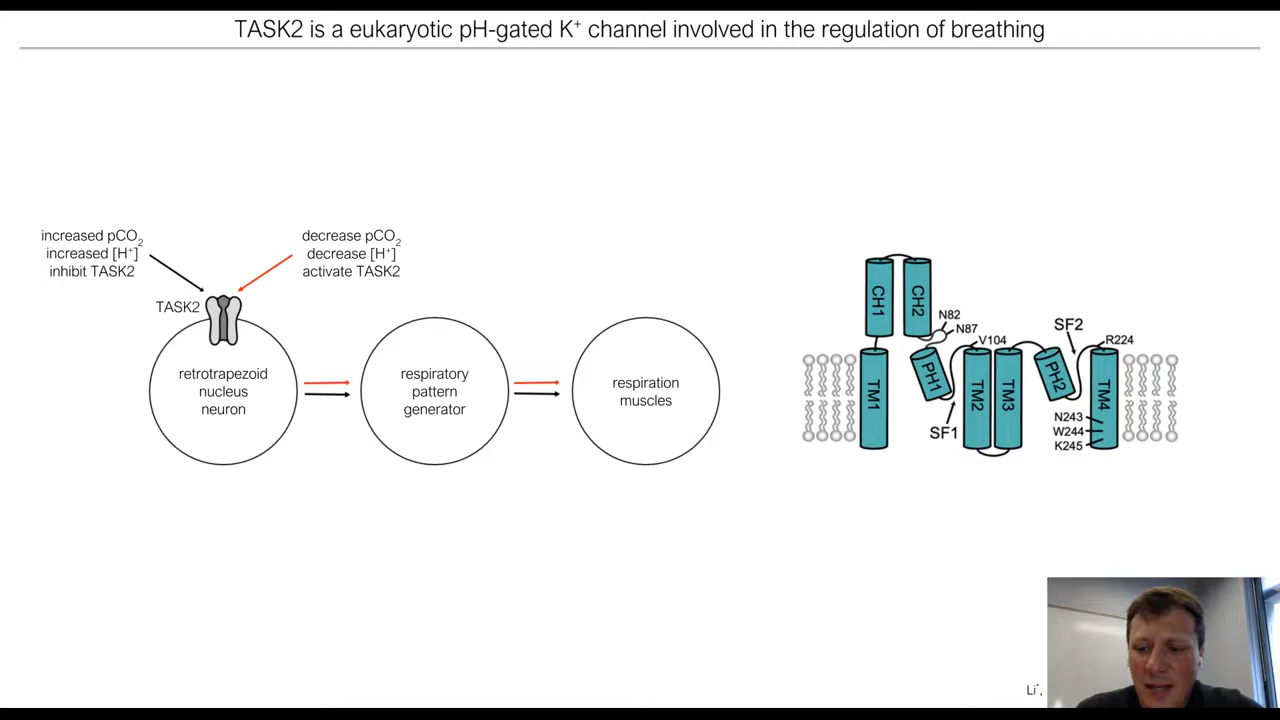 TASK2 is a eukaryotic pH-gated K⁺ channel involved in the regulation of breathing
increased pCO₂
increased [H⁺]
inhibit TASK2
decrease pCO₂
decrease [H⁺]
activate TASK2
TASK2
retrotrapezoid
nucleus
neuron
respiratory
pattern
generator
respiration
muscles
CH1
CH2
N82
N87
V104
SF2
R224
TM1
PH1
TM2
TM3
PH2
TM4
SF1
N243
W244
K245
Li⁺,